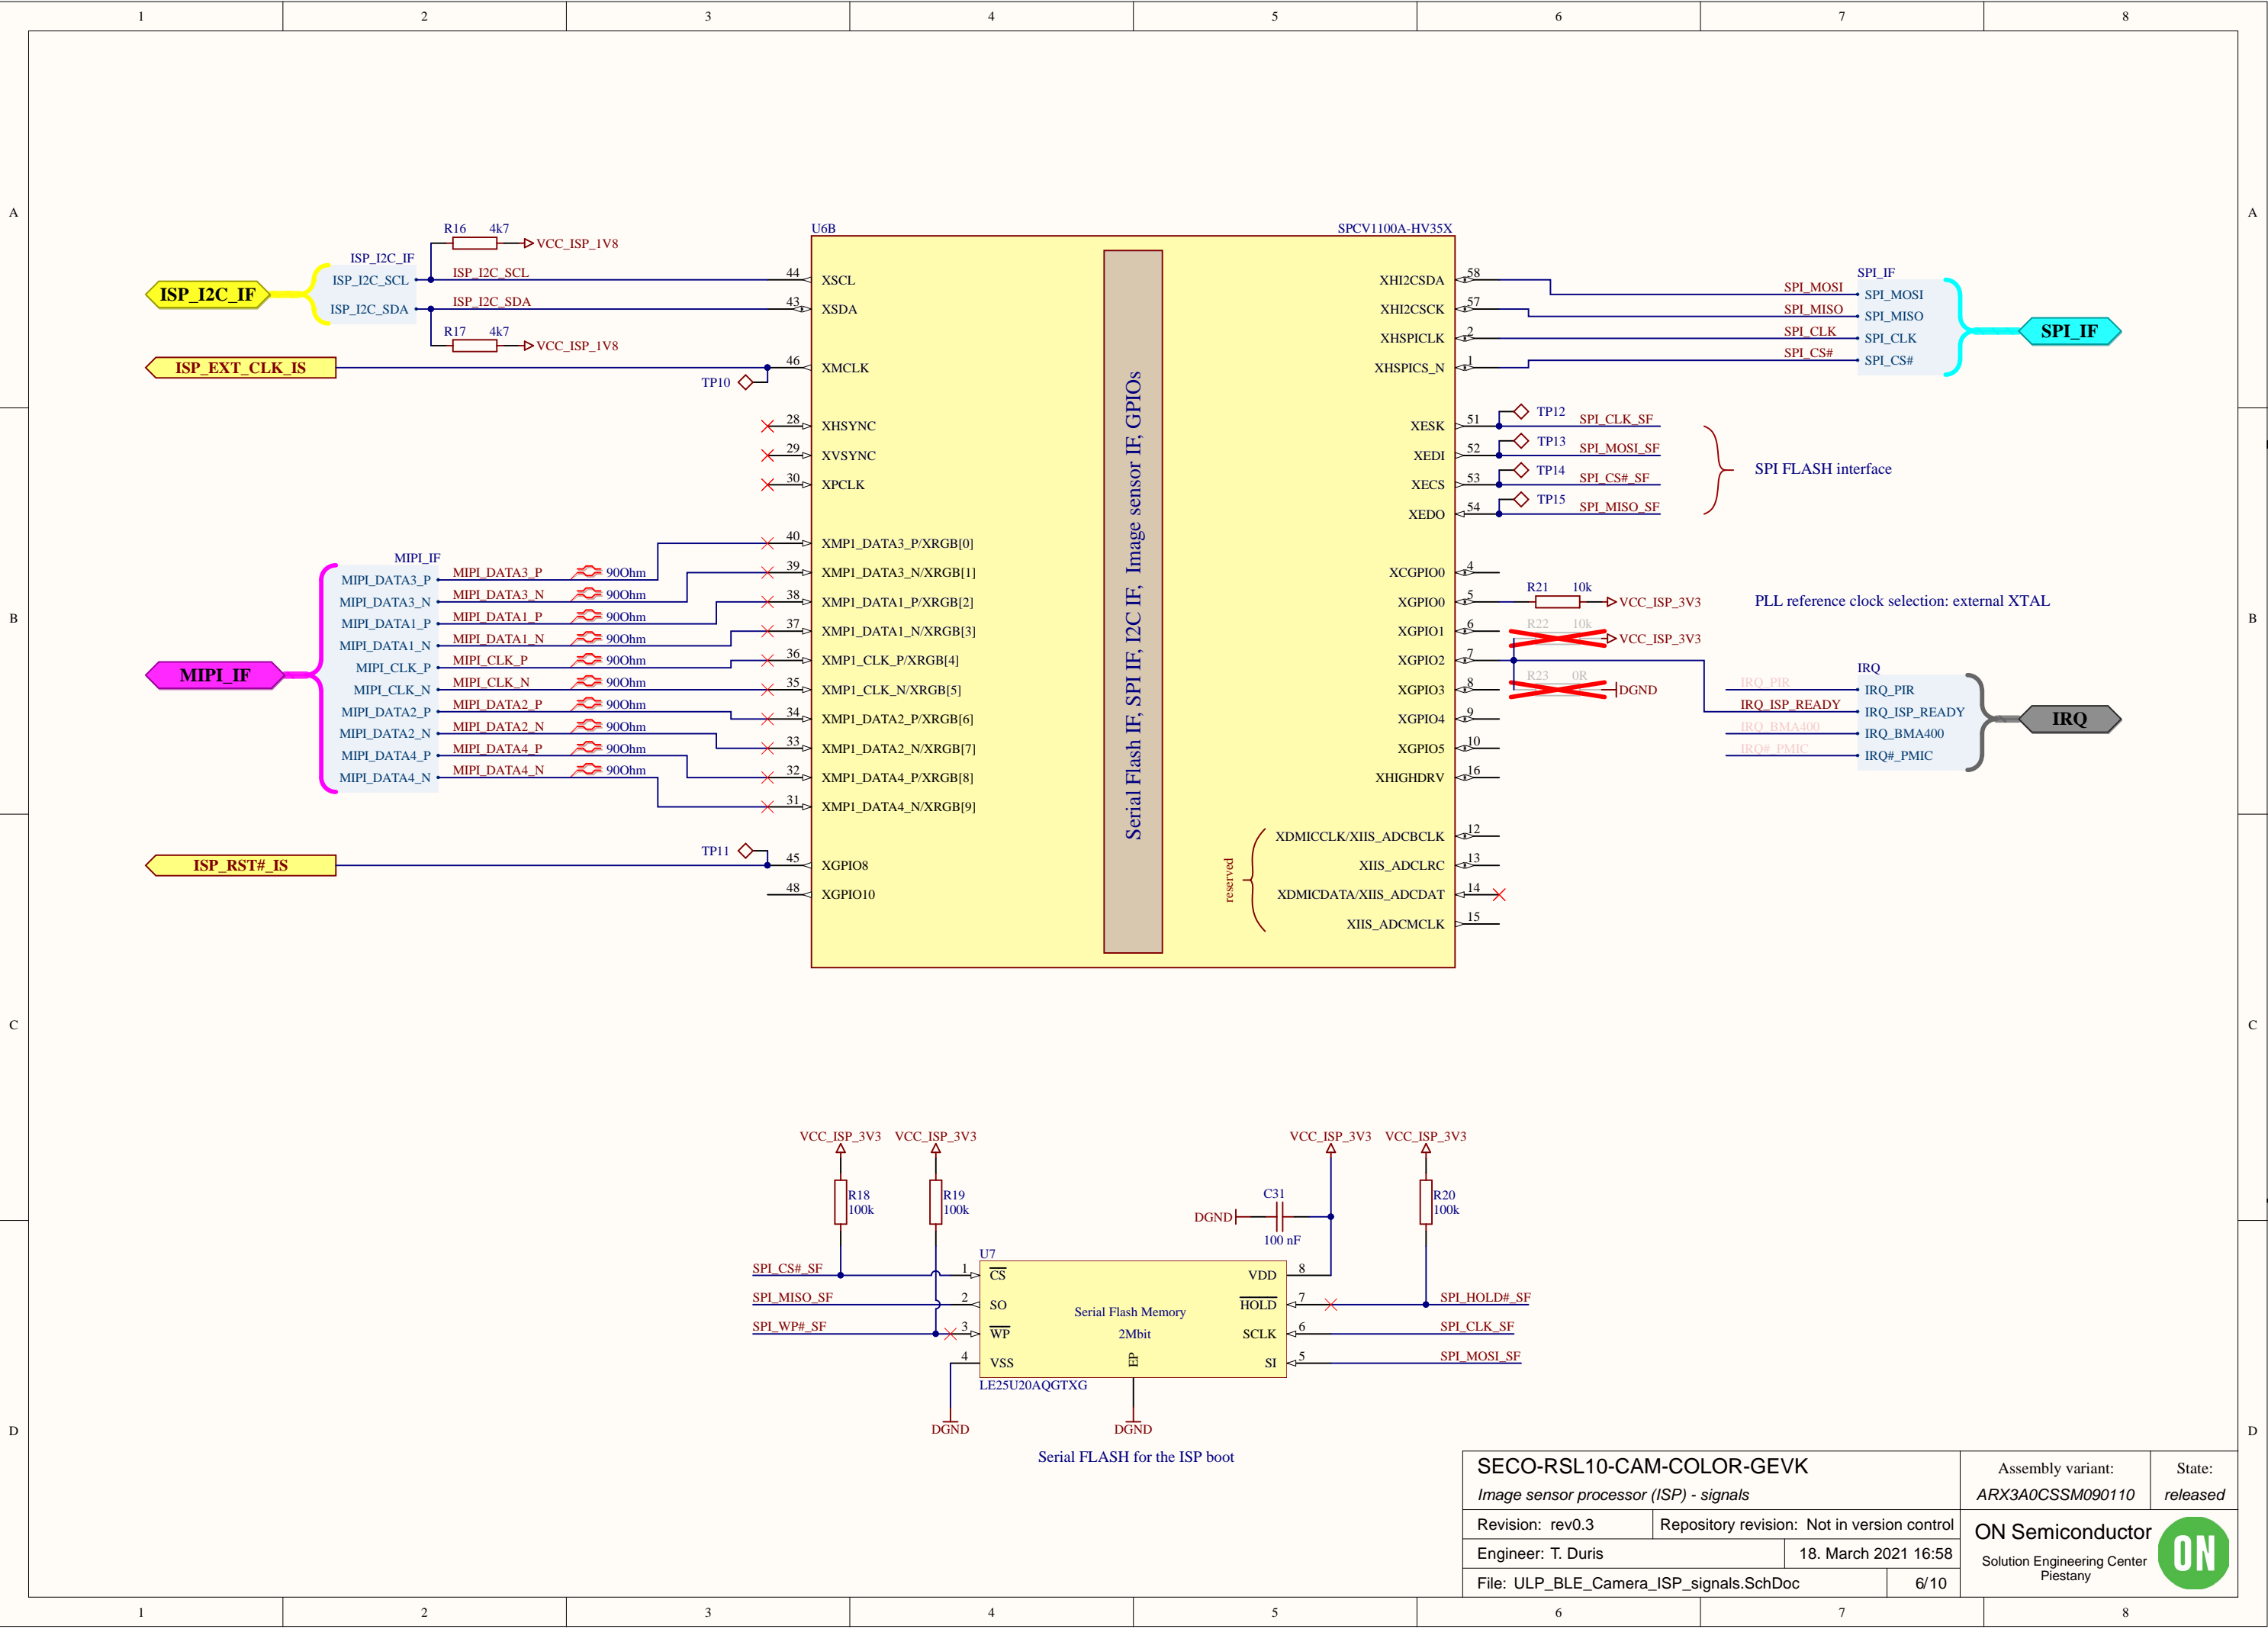 1 2 3 4 5 6 7 8
A
B
C
D
A
B
C
D
R16 4k7
VCC_ISP_1V8
ISP_I2C_IF
ISP_I2C_IF
ISP_I2C_SCL
ISP_I2C_SCL
ISP_I2C_SDA
ISP_I2C_SDA
R17 4k7
VCC_ISP_1V8
ISP_EXT_CLK_IS
TP10
MIPI_IF
MIPI_IF
MIPI_DATA3_P MIPI_DATA3_P 90Ohm
MIPI_DATA3_N MIPI_DATA3_N 90Ohm
MIPI_DATA1_P MIPI_DATA1_P 90Ohm
MIPI_DATA1_N MIPI_DATA1_N 90Ohm
MIPI_CLK_P MIPI_CLK_P 90Ohm
MIPI_CLK_N MIPI_CLK_N 90Ohm
MIPI_DATA2_P MIPI_DATA2_P 90Ohm
MIPI_DATA2_N MIPI_DATA2_N 90Ohm
MIPI_DATA4_P MIPI_DATA4_P 90Ohm
MIPI_DATA4_N MIPI_DATA4_N 90Ohm
TP11
ISP_RST#_IS
U6B
SPCV1100A-HV35X
44 XSCL
43 XSDA
46 XMCLK
28 XHSYNC
29 XVSYNC
30 XPCLK
40 XMP1_DATA3_P/XRGB[0]
39 XMP1_DATA3_N/XRGB[1]
38 XMP1_DATA1_P/XRGB[2]
37 XMP1_DATA1_N/XRGB[3]
36 XMP1_CLK_P/XRGB[4]
35 XMP1_CLK_N/XRGB[5]
34 XMP1_DATA2_P/XRGB[6]
33 XMP1_DATA2_N/XRGB[7]
32 XMP1_DATA4_P/XRGB[8]
31 XMP1_DATA4_N/XRGB[9]
45 XGPIO8
48 XGPIO10
Serial Flash IF, SPI IF, I2C IF, Image sensor IF, GPIOs
XHI2CSDA 58
XHI2CSCK 57
XHSPICLK 2
XHSPICS_N 1
XESK 51
XEDI 52
XECS 53
XEDO 54
XCGPIO0 4
XGPIO0 5
XGPIO1 6
XGPIO2 7
XGPIO3 8
XGPIO4 9
XGPIO5 10
XHIGHDRV 16
reserved
XDMICCLK/XIIS_ADCBCLK 12
XIIS_ADCLRC 13
XDMICDATA/XIIS_ADCDAT 14
XIIS_ADCMCLK 15
SPI_IF
SPI_MOSI SPI_MOSI
SPI_MISO SPI_MISO
SPI_CLK SPI_CLK
SPI_CS# SPI_CS#
SPI_IF
TP12 SPI_CLK_SF
TP13 SPI_MOSI_SF
TP14 SPI_CS#_SF
TP15 SPI_MISO_SF
SPI FLASH interface
R21 10k
VCC_ISP_3V3
PLL reference clock selection: external XTAL
R22 10k
VCC_ISP_3V3
R23 0R
DGND
IRQ
IRQ_PIR IRQ_PIR
IRQ_ISP_READY IRQ_ISP_READY
IRQ_BMA400 IRQ_BMA400
IRQ#_PMIC IRQ#_PMIC
IRQ
VCC_ISP_3V3 VCC_ISP_3V3 VCC_ISP_3V3 VCC_ISP_3V3
R18
100k
R19
100k
C31
DGND
100 nF
R20
100k
U7
SPI_CS#_SF 1 CS
SPI_MISO_SF 2 SO
SPI_WP#_SF 3 WP
4 VSS
Serial Flash Memory
2Mbit
EP
VDD 8
HOLD 7 SPI_HOLD#_SF
SCLK 6 SPI_CLK_SF
SI 5 SPI_MOSI_SF
LE25U20AQGTXG
DGND DGND
Serial FLASH for the ISP boot
SECO-RSL10-CAM-COLOR-GEVK
Image sensor processor (ISP) - signals
Assembly variant:
ARX3A0CSSM090110
State:
released
Revision: rev0.3 Repository revision: Not in version control
Engineer: T. Duris 18. March 2021 16:58
File: ULP_BLE_Camera_ISP_signals.SchDoc 6/10
ON Semiconductor
Solution Engineering Center
Piestany
ON
1 2 3 4 5 6 7 8